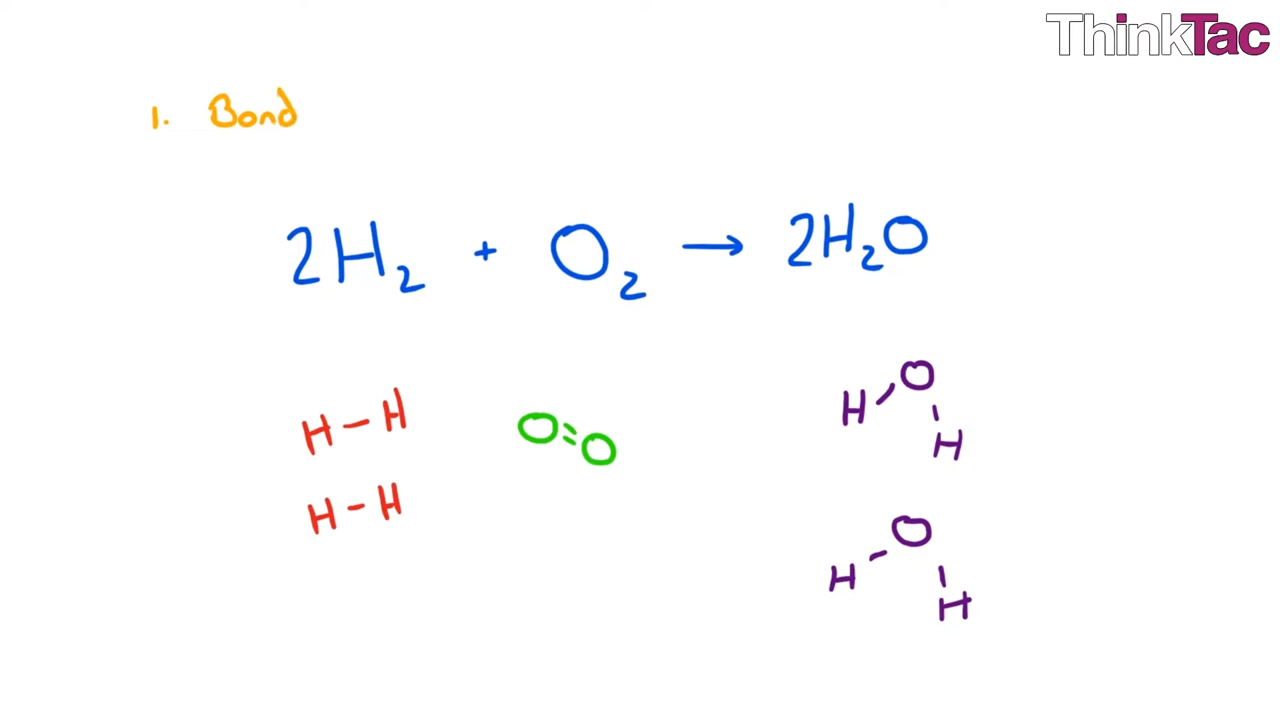 ThinkTac
1. Bond
2H₂ + O₂ → 2H₂O
H-H
H-H
O=O
H-O-H
H-O-H